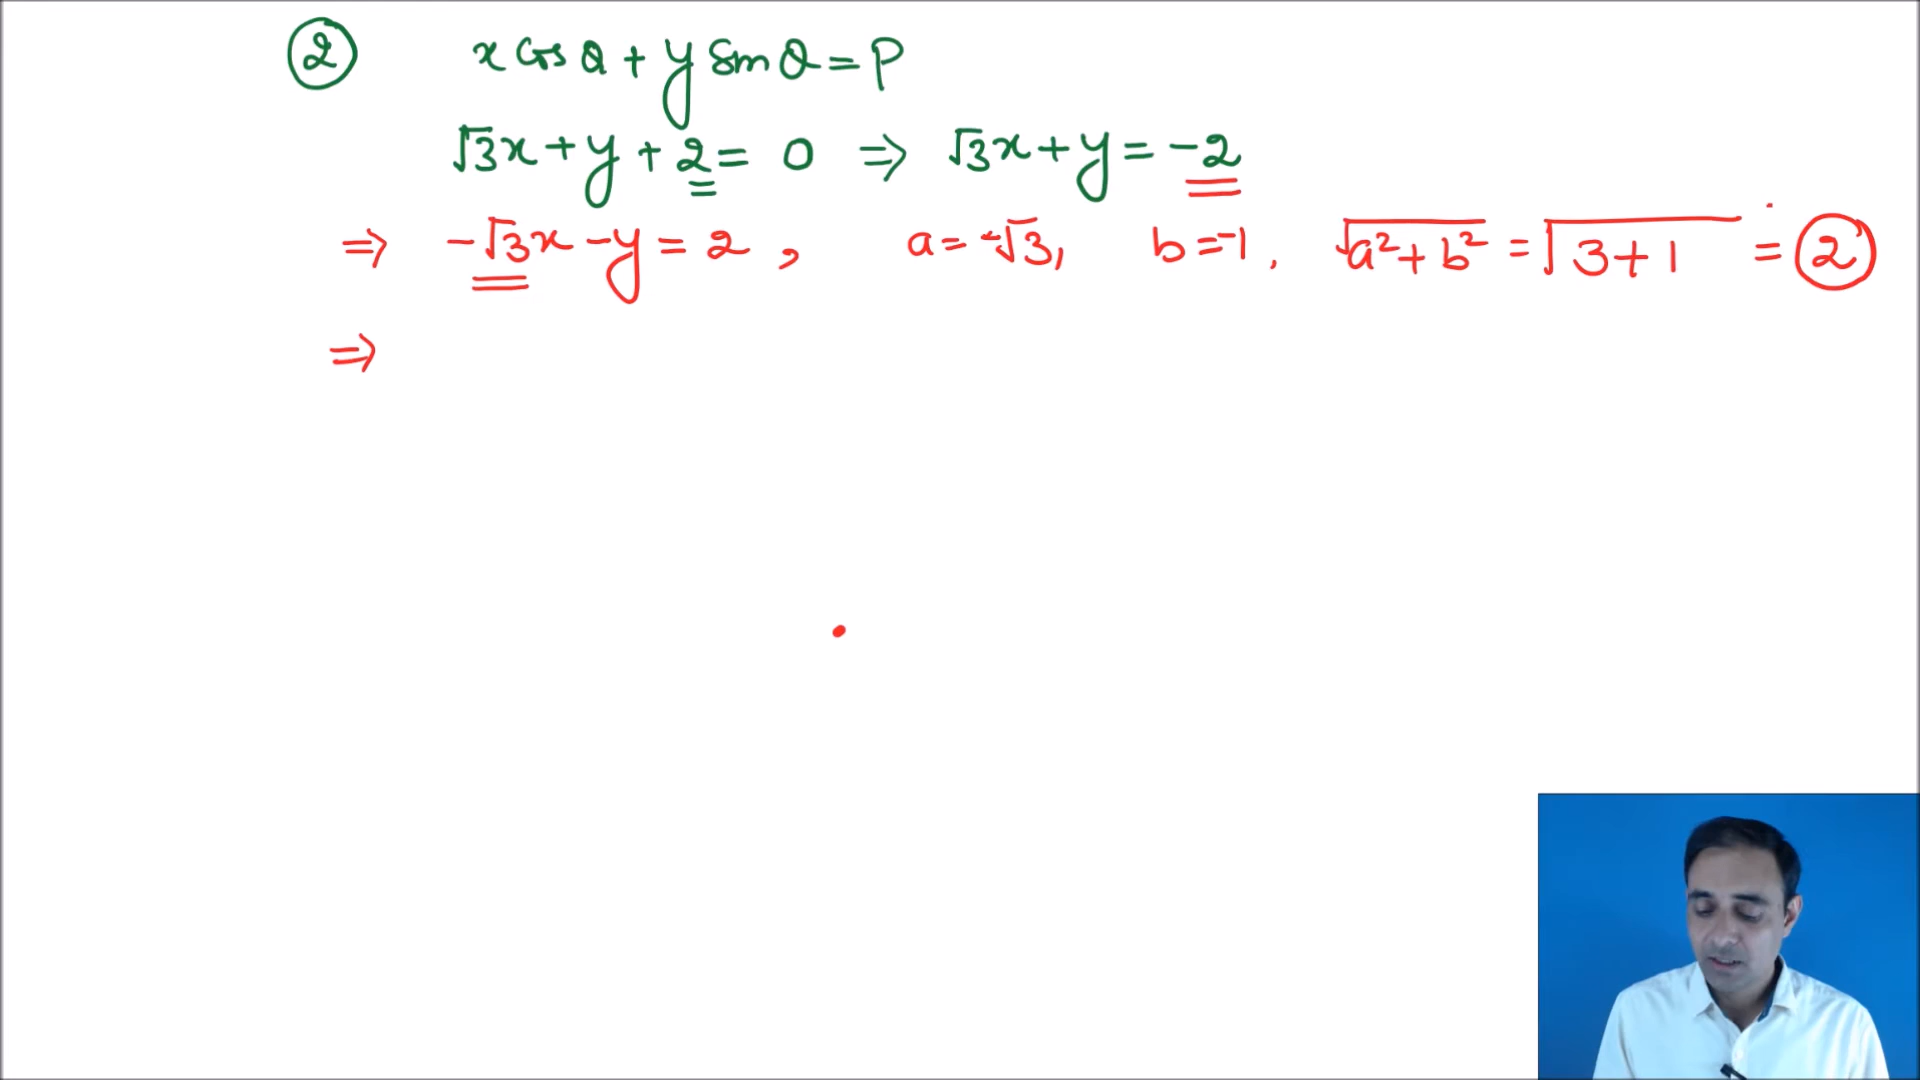 ② x cos θ + y sin θ = P
√3x + y + 2 = 0 ⇒ √3x + y = -2
⇒ -√3x - y = 2 , a = -√3, b = -1, √a²+b² = √3+1 = ②
⇒